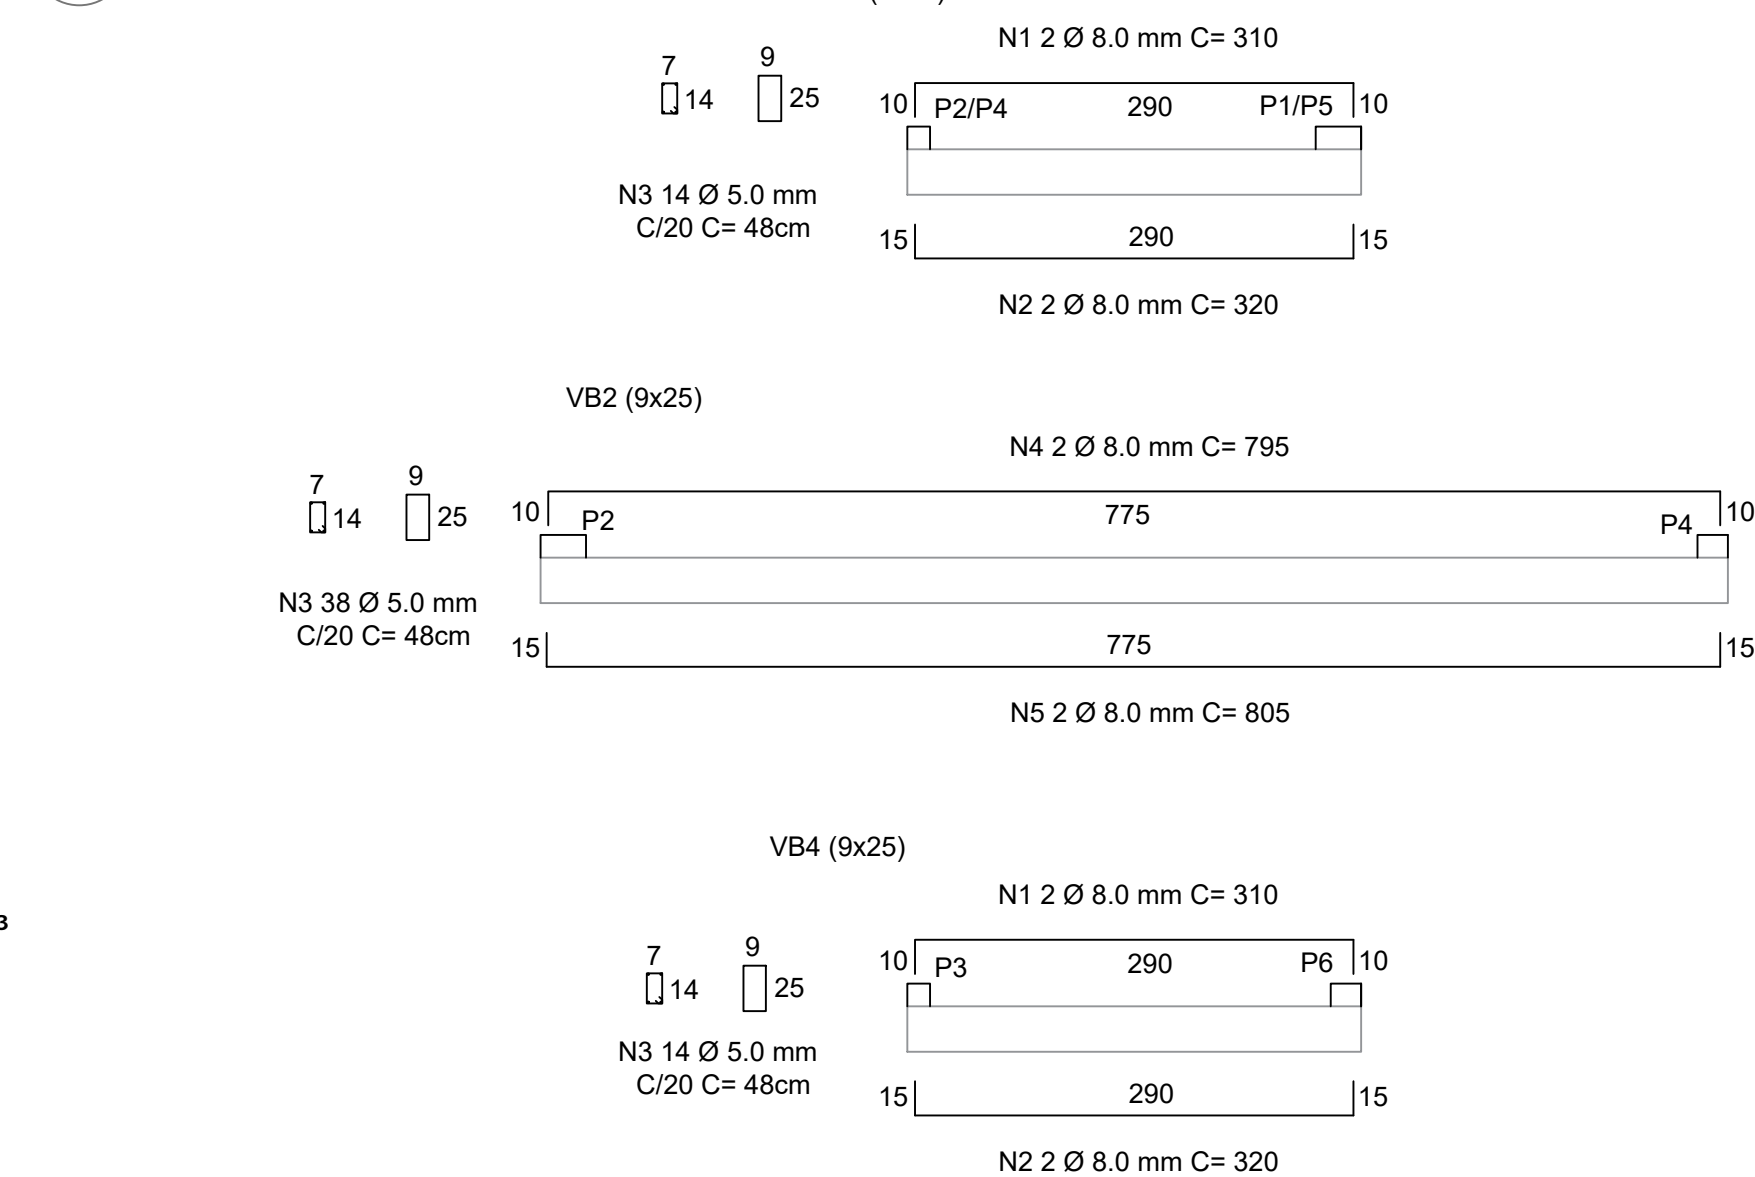 N1 2 Ø 8.0 mm C= 310
7
14
9
25
10
P2/P4
290
P1/P5
10
N3 14 Ø 5.0 mm
C/20 C= 48cm
15
290
15
N2 2 Ø 8.0 mm C= 320
VB2 (9x25)
N4 2 Ø 8.0 mm C= 795
7
14
9
25
10
P2
775
P4
10
N3 38 Ø 5.0 mm
C/20 C= 48cm
15
775
15
N5 2 Ø 8.0 mm C= 805
VB4 (9x25)
N1 2 Ø 8.0 mm C= 310
7
14
9
25
10
P3
290
P6
10
N3 14 Ø 5.0 mm
C/20 C= 48cm
15
290
15
N2 2 Ø 8.0 mm C= 320